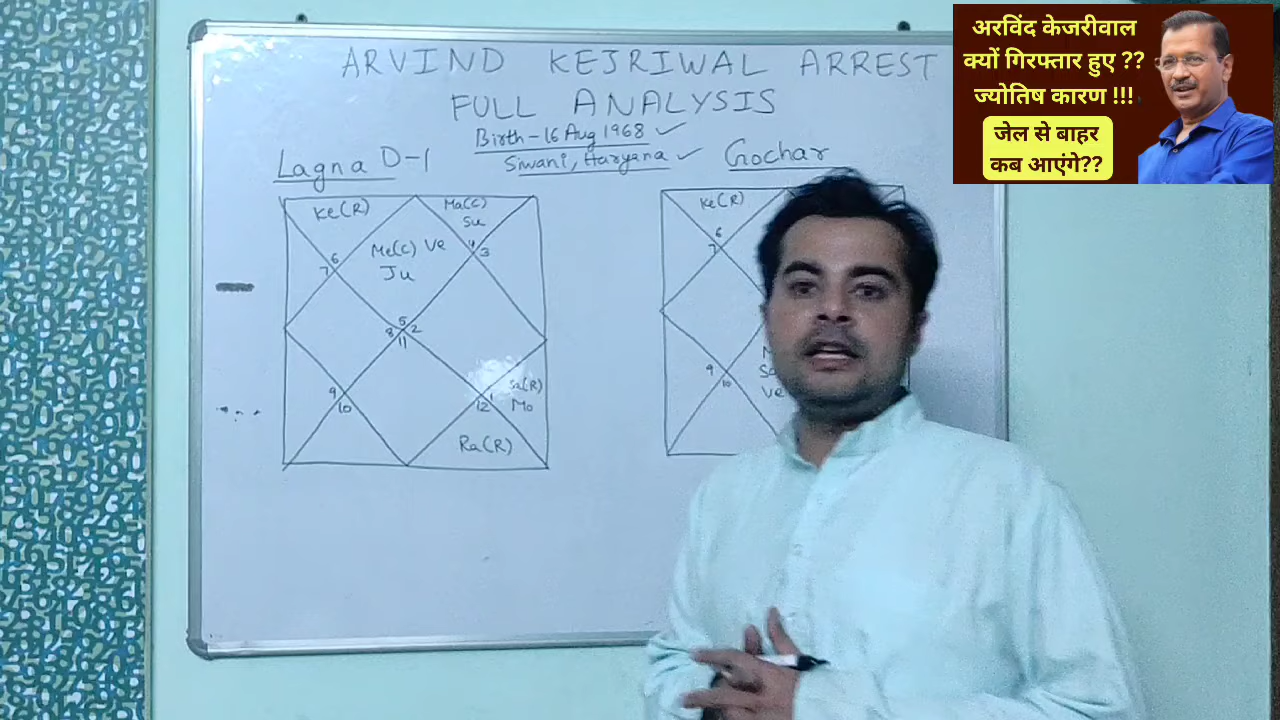 ARVIND KEJRIWAL ARREST
FULL ANALYSIS
Birth-16 Aug 1968 ✓
Siwani, Haryana ✓
Lagna D-1
Gochar
Ke(R)
Ma(C)
Su
Me(C) Ve
Ju
6
7
4
3
5
8 2
11
9
10
1
12
Sa(R)
Mo
Ra(R)
Ke(R)
6
7
9
10
Sa
Ve
अरविंद केजरीवाल
क्यों गिरफ्तार हुए ??
ज्योतिष कारण !!!
जेल से बाहर
कब आएंगे??